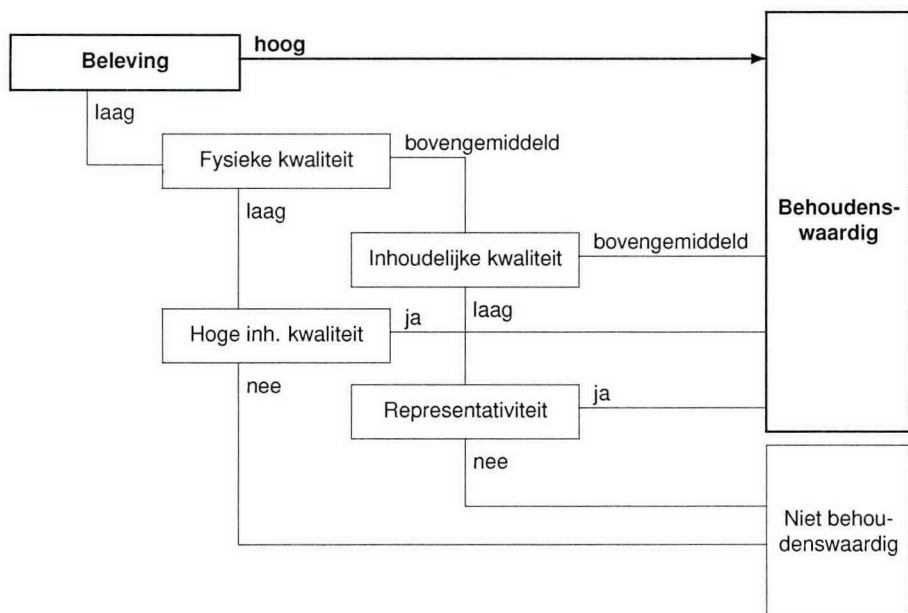 hoog
Beleving
laag
bovengemiddeld
Fysieke kwaliteit
laag
Behoudens-
waardig
bovengemiddeld
Inhoudelijke kwaliteit
laag
ja
Hoge inh. kwaliteit
nee
ja
Representativiteit
nee
Niet behou-
denswaardig